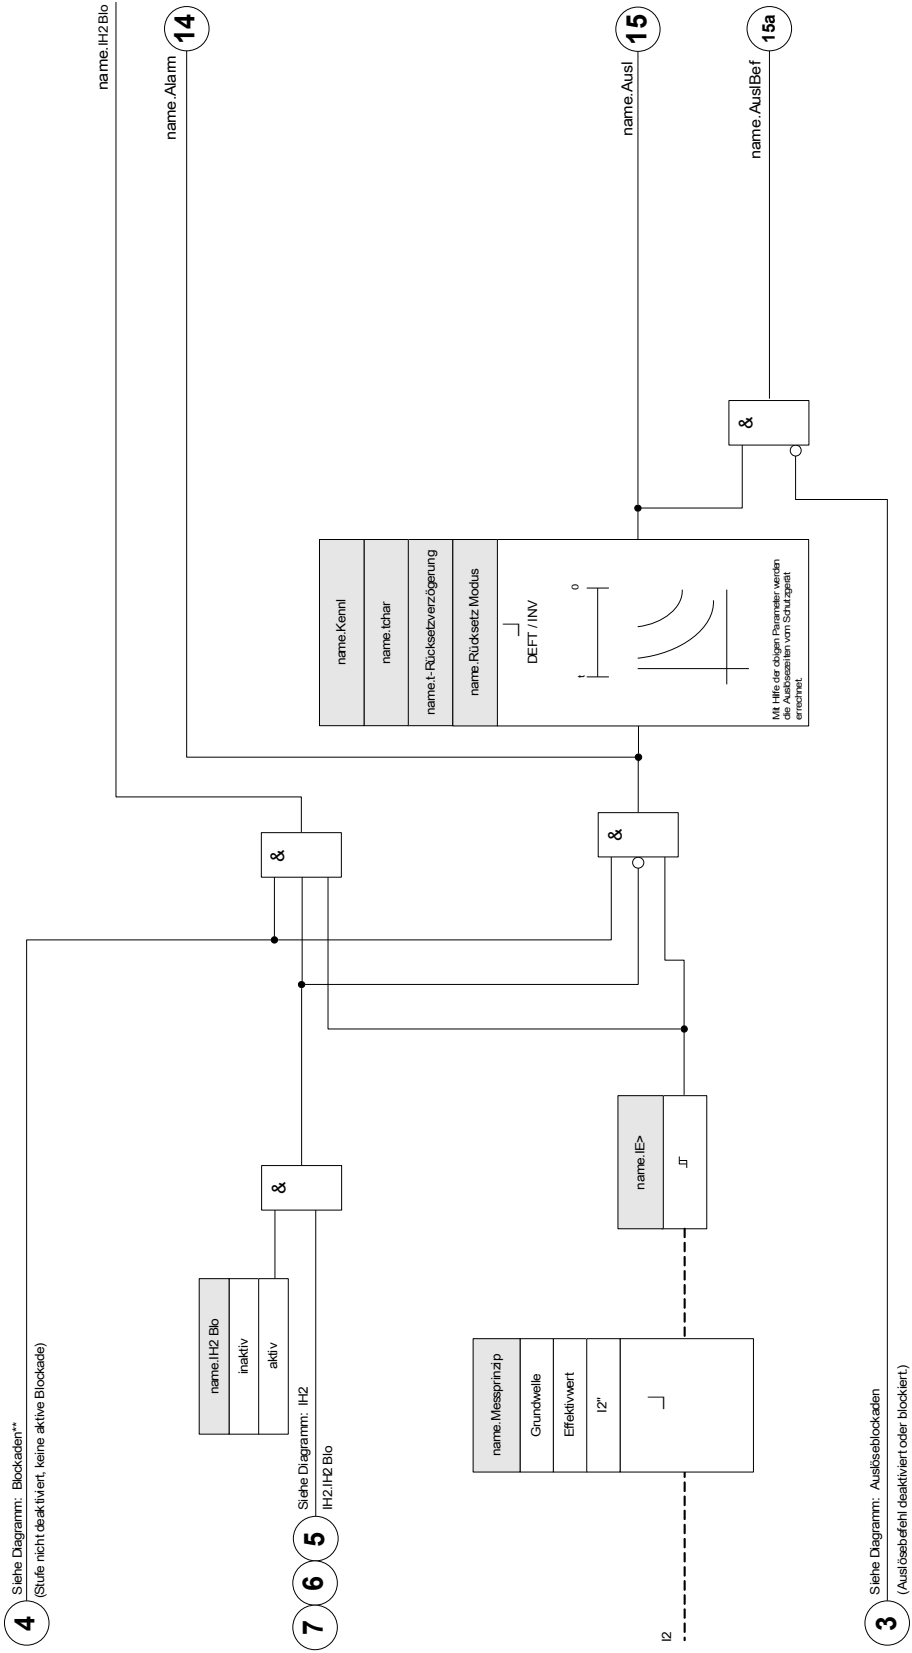 4
Siehe Diagramm: Blockaden**
(Stufe nicht deaktiviert, keine aktive Blockade)
name.IH2 Blo
inaktiv
aktiv
7
6
5
Siehe Diagramm: IH2
IH2.IH2 Blo
&
&
name.IH2 Blo
name.Alarm
14
I2
name.Messprinzip
Grundwelle
Effektivwert
I2"
name.IE>
&
name.Kennl
name.tchar
name.t-Rücksetzverzögerung
name.Rücksetz Modus
DEFT / INV
t
0
Mit Hilfe der obigen Parameter werden
die Auslösezeiten vom Schutzgerät
errechnet.
name.Ausl
15
&
name.AuslBef
15a
3
Siehe Diagramm: Auslöseblockaden
(Auslösebefehl deaktiviert oder blockiert.)